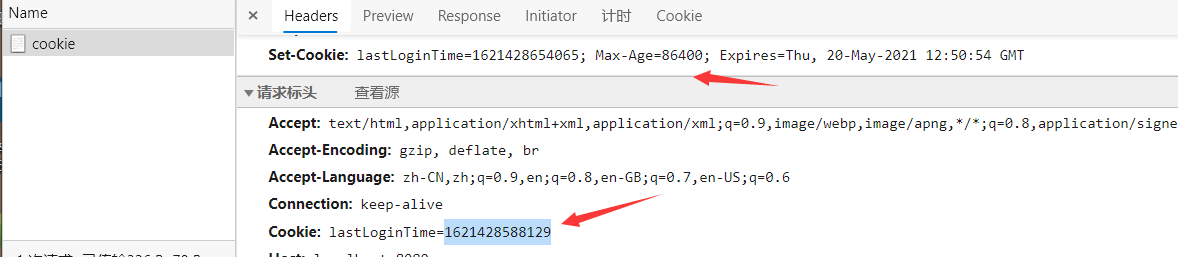 Name
× Headers Preview Response Initiator 计时 Cookie
cookie
Set-Cookie: lastLoginTime=1621428654065; Max-Age=86400; Expires=Thu, 20-May-2021 12:50:54 GMT
▼请求标头 查看源
Accept: text/html,application/xhtml+xml,application/xml;q=0.9,image/webp,image/apng,*/*;q=0.8,application/signe
Accept-Encoding: gzip, deflate, br
Accept-Language: zh-CN,zh;q=0.9,en;q=0.8,en-GB;q=0.7,en-US;q=0.6
Connection: keep-alive
Cookie: lastLoginTime=1621428588129